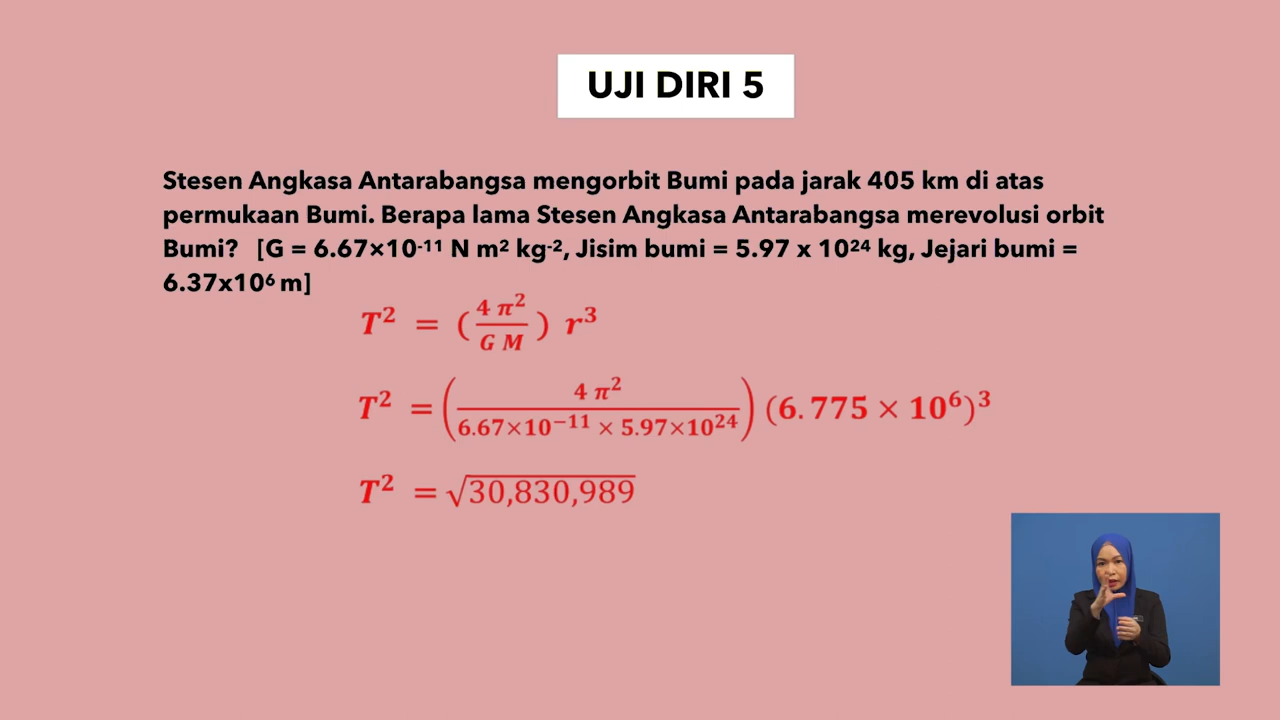 UJI DIRI 5
Stesen Angkasa Antarabangsa mengorbit Bumi pada jarak 405 km di atas
permukaan Bumi. Berapa lama Stesen Angkasa Antarabangsa merevolusi orbit
Bumi? [G = 6.67×10⁻¹¹ N m² kg⁻², Jisim bumi = 5.97 x 10²⁴ kg, Jejari bumi =
6.37x10⁶ m]
T² = (4 π² / G M) r³
T² = (4 π² / 6.67×10⁻¹¹ × 5.97×10²⁴) (6.775 × 10⁶)³
T² = √30,830,989